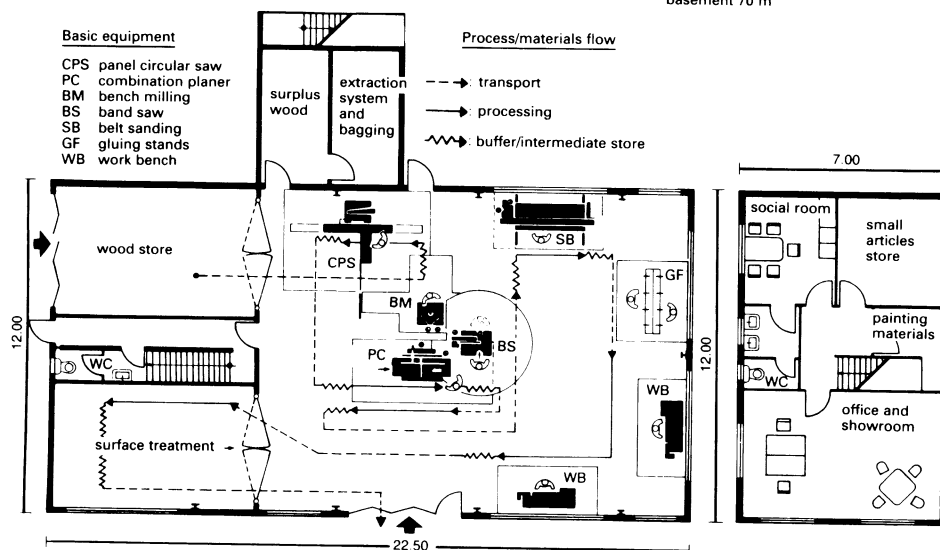 basement 70 m
Basic equipment
CPS panel circular saw
PC combination planer
BM bench milling
BS band saw
SB belt sanding
GF gluing stands
WB work bench
Process/materials flow
: transport
: processing
: buffer/intermediate store
surplus
wood
extraction
system
and
bagging
7.00
wood store
CPS
SB
GF
BM
BS
PC
WC
12.00
surface treatment
WB
WB
22.50
12.00
social room
small
articles
store
painting
materials
WC
office and
showroom